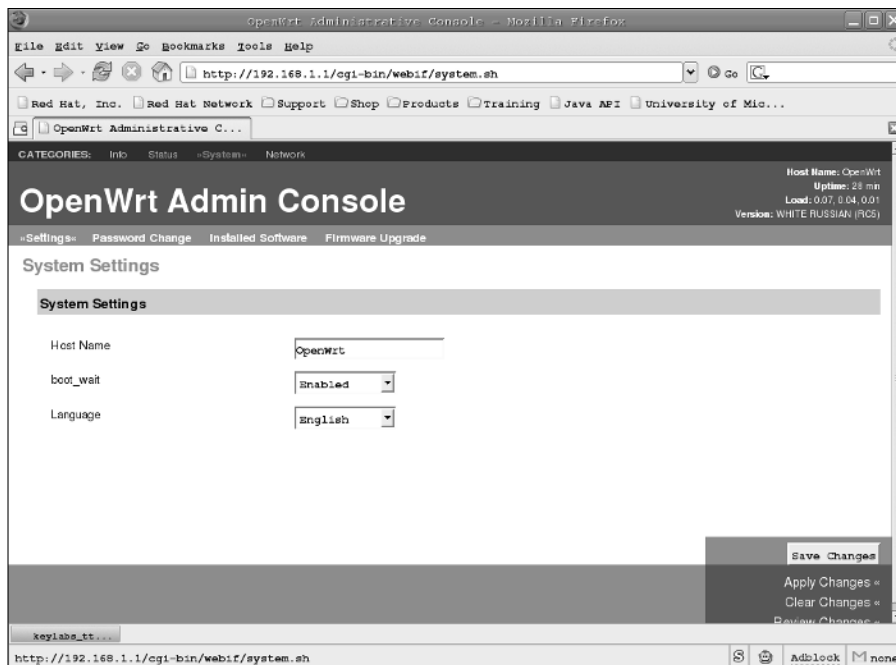 OpenWrt Administrative Console - Mozilla Firefox
File Edit View Go Bookmarks Tools Help
http://192.168.1.1/cgi-bin/webif/system.sh Go
Red Hat, Inc. Red Hat Network Support Shop Products Training Java API University of Mic...
OpenWrt Administrative C...
CATEGORIES: Info Status »System« Network
Host Name: OpenWrt
Uptime: 28 min
Load: 0.07, 0.04, 0.01
Version: WHITE RUSSIAN (RC5)
OpenWrt Admin Console
»Settings« Password Change Installed Software Firmware Upgrade
System Settings
System Settings
Host Name OpenWrt
boot_wait Enabled
Language English
Save Changes
Apply Changes «
Clear Changes «
Review Changes «
keylabs_tt...
http://192.168.1.1/cgi-bin/webif/system.sh Adblock none